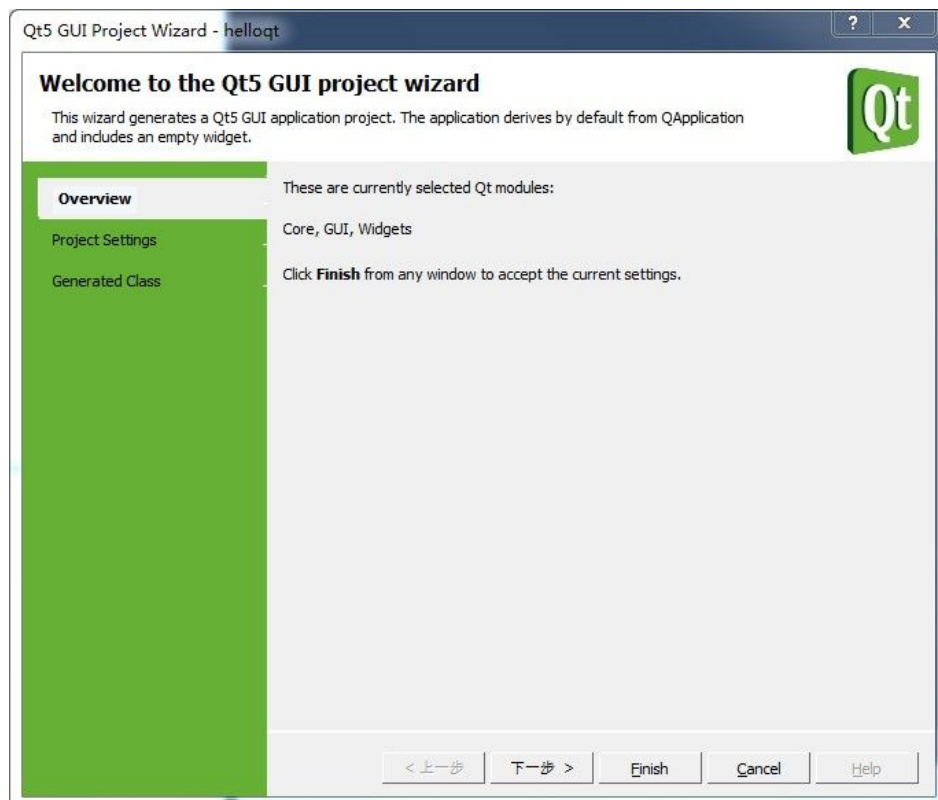 Qt5 GUI Project Wizard - helloqt
? X
Welcome to the Qt5 GUI project wizard
This wizard generates a Qt5 GUI application project. The application derives by default from QApplication
and includes an empty widget.
Qt
Overview
Project Settings
Generated Class
These are currently selected Qt modules:
Core, GUI, Widgets
Click Finish from any window to accept the current settings.
< 上一步 下一步 > Finish Cancel Help